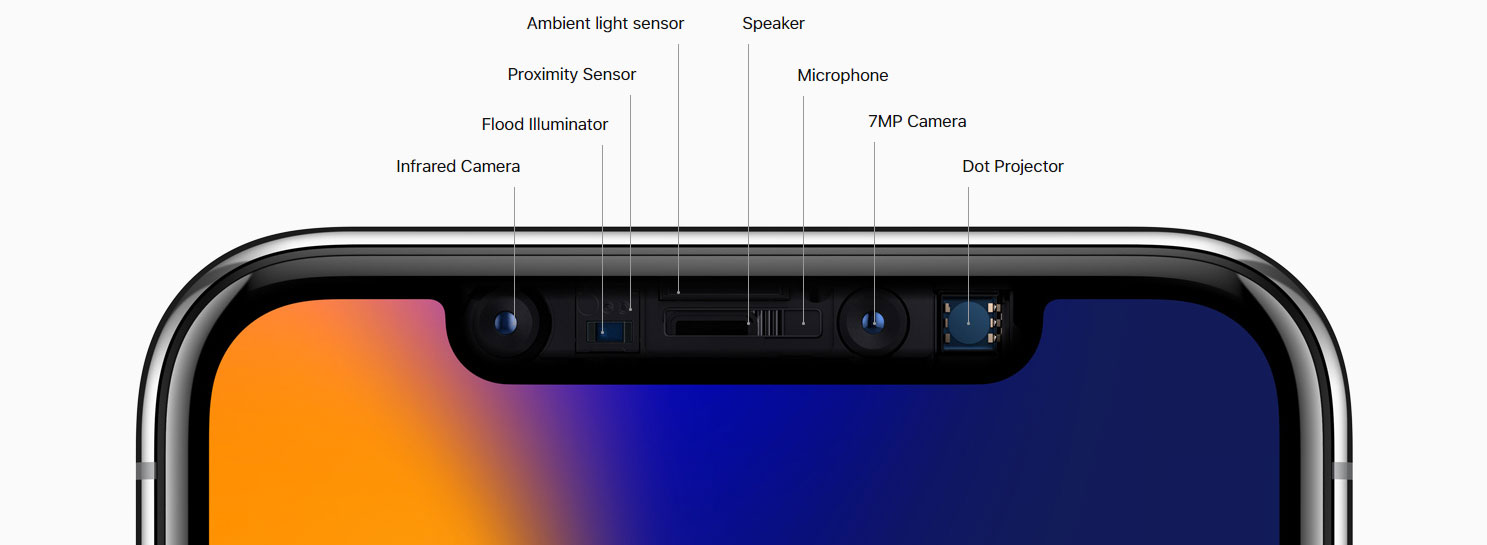 Ambient light sensor
Speaker
Proximity Sensor
Microphone
Flood Illuminator
7MP Camera
Infrared Camera
Dot Projector